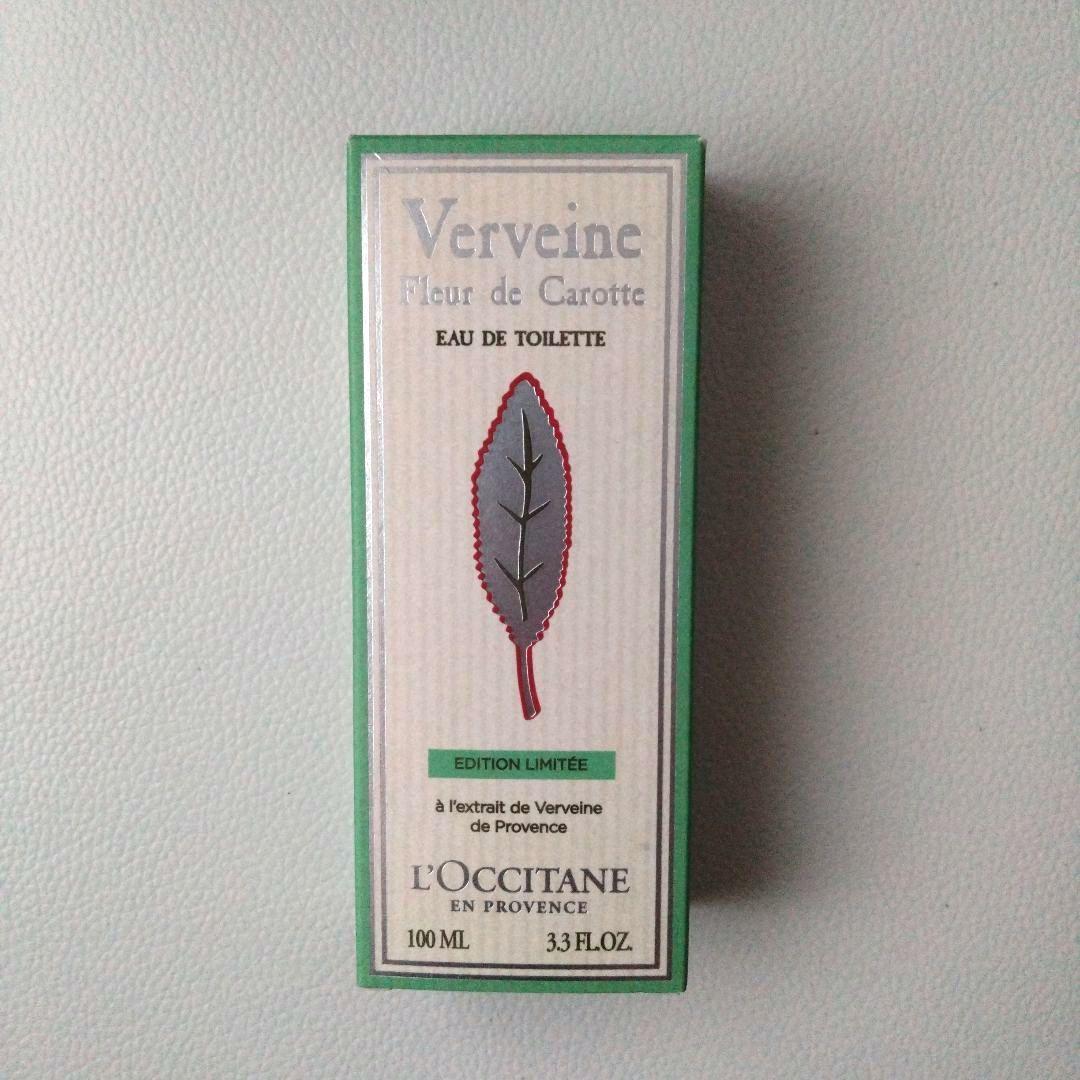 Verveine
Fleur de Carotte
EAU DE TOILETTE
EDITION LIMITÉE
à l'extrait de Verveine
de Provence
L'OCCITANE
EN PROVENCE
100 ML 3.3 FL.OZ.